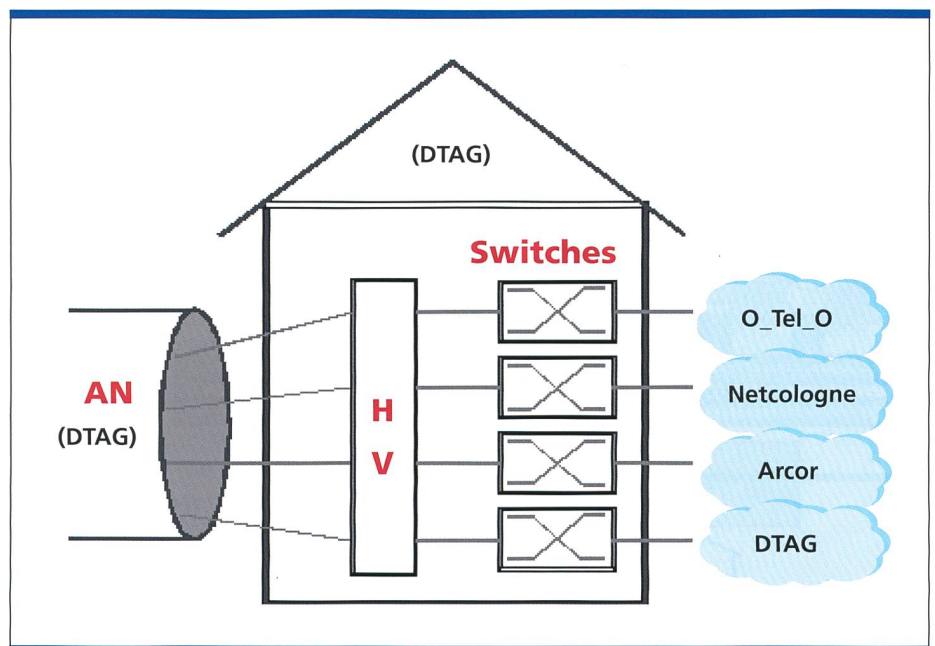 (DTAG)
Switches
O_Tel_O
Netcologne
Arcor
DTAG
AN
(DTAG)
H
V